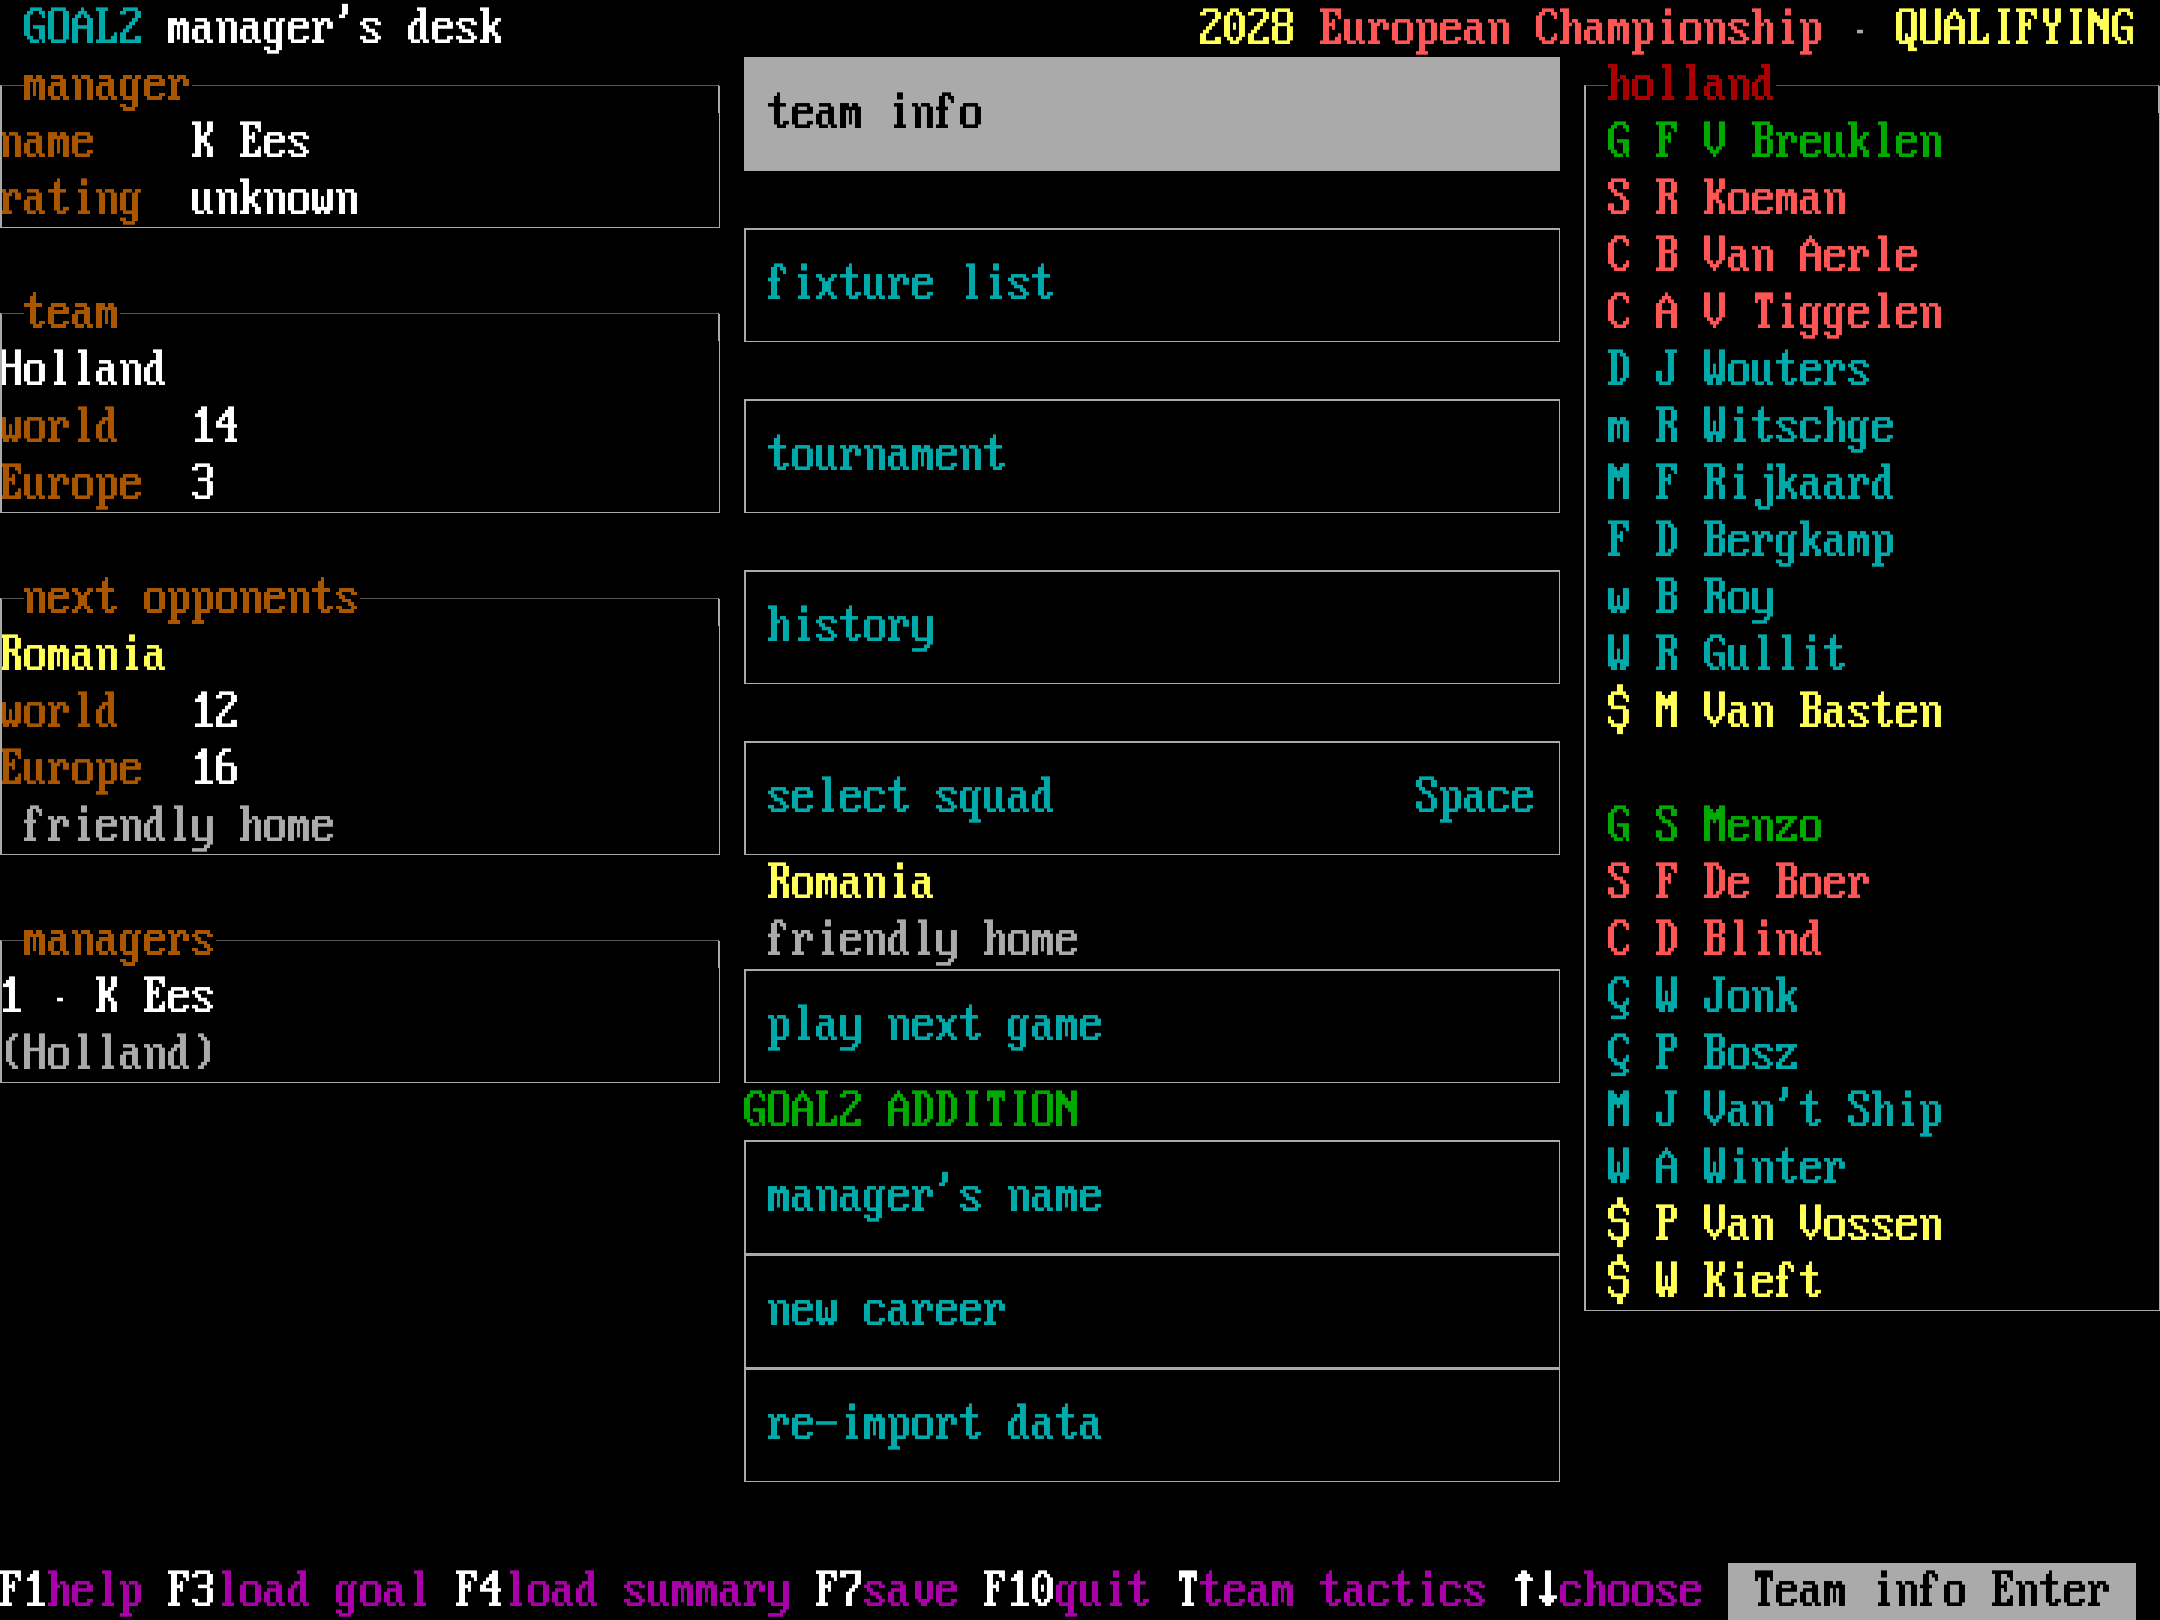 GOAL2 manager's desk
2028 European Championship · QUALIFYING
manager
name K Ees
rating unknown
team
Holland
world 14
Europe 3
next opponents
Romania
world 12
Europe 16
friendly home
managers
1 · K Ees
(Holland)
team info
fixture list
tournament
history
select squad Space
Romania
friendly home
play next game
GOAL2 ADDITION
manager's name
new career
re-import data
holland
G F V Breuklen
S R Koeman
C B Van Aerle
C A V Tiggelen
D J Wouters
m R Witschge
M F Rijkaard
F D Bergkamp
w B Roy
W R Gullit
$ M Van Basten
G S Menzo
S F De Boer
C D Blind
Ç W Jonk
Ç P Bosz
M J Van't Ship
W A Winter
$ P Van Vossen
$ W Kieft
F1help F3load goal F4load summary F7save F10quit Tteam tactics ↑↓choose Team info Enter